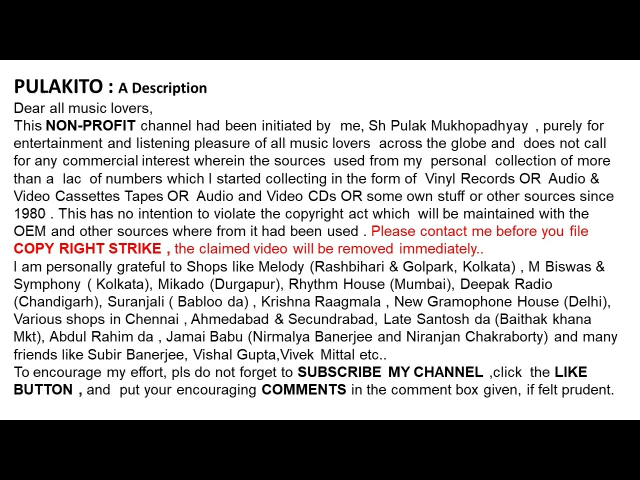 PULAKITO : A Description
Dear all music lovers,
This NON-PROFIT channel had been initiated by me, Sh Pulak Mukhopadhyay , purely for
entertainment and listening pleasure of all music lovers across the globe and does not call
for any commercial interest wherein the sources used from my personal collection of more
than a lac of numbers which I started collecting in the form of Vinyl Records OR Audio &
Video Cassettes Tapes OR Audio and Video CDs OR some own stuff or other sources since
1980 . This has no intention to violate the copyright act which will be maintained with the
OEM and other sources where from it had been used . Please contact me before you file
COPY RIGHT STRIKE , the claimed video will be removed immediately..
I am personally grateful to Shops like Melody (Rashbihari & Golpark, Kolkata) , M Biswas &
Symphony ( Kolkata), Mikado (Durgapur), Rhythm House (Mumbai), Deepak Radio
(Chandigarh), Suranjali ( Babloo da) , Krishna Raagmala , New Gramophone House (Delhi),
Various shops in Chennai , Ahmedabad & Secundrabad, Late Santosh da (Baithak khana
Mkt), Abdul Rahim da , Jamai Babu (Nirmalya Banerjee and Niranjan Chakraborty) and many
friends like Subir Banerjee, Vishal Gupta,Vivek Mittal etc..
To encourage my effort, pls do not forget to SUBSCRIBE MY CHANNEL ,click the LIKE
BUTTON , and put your encouraging COMMENTS in the comment box given, if felt prudent.